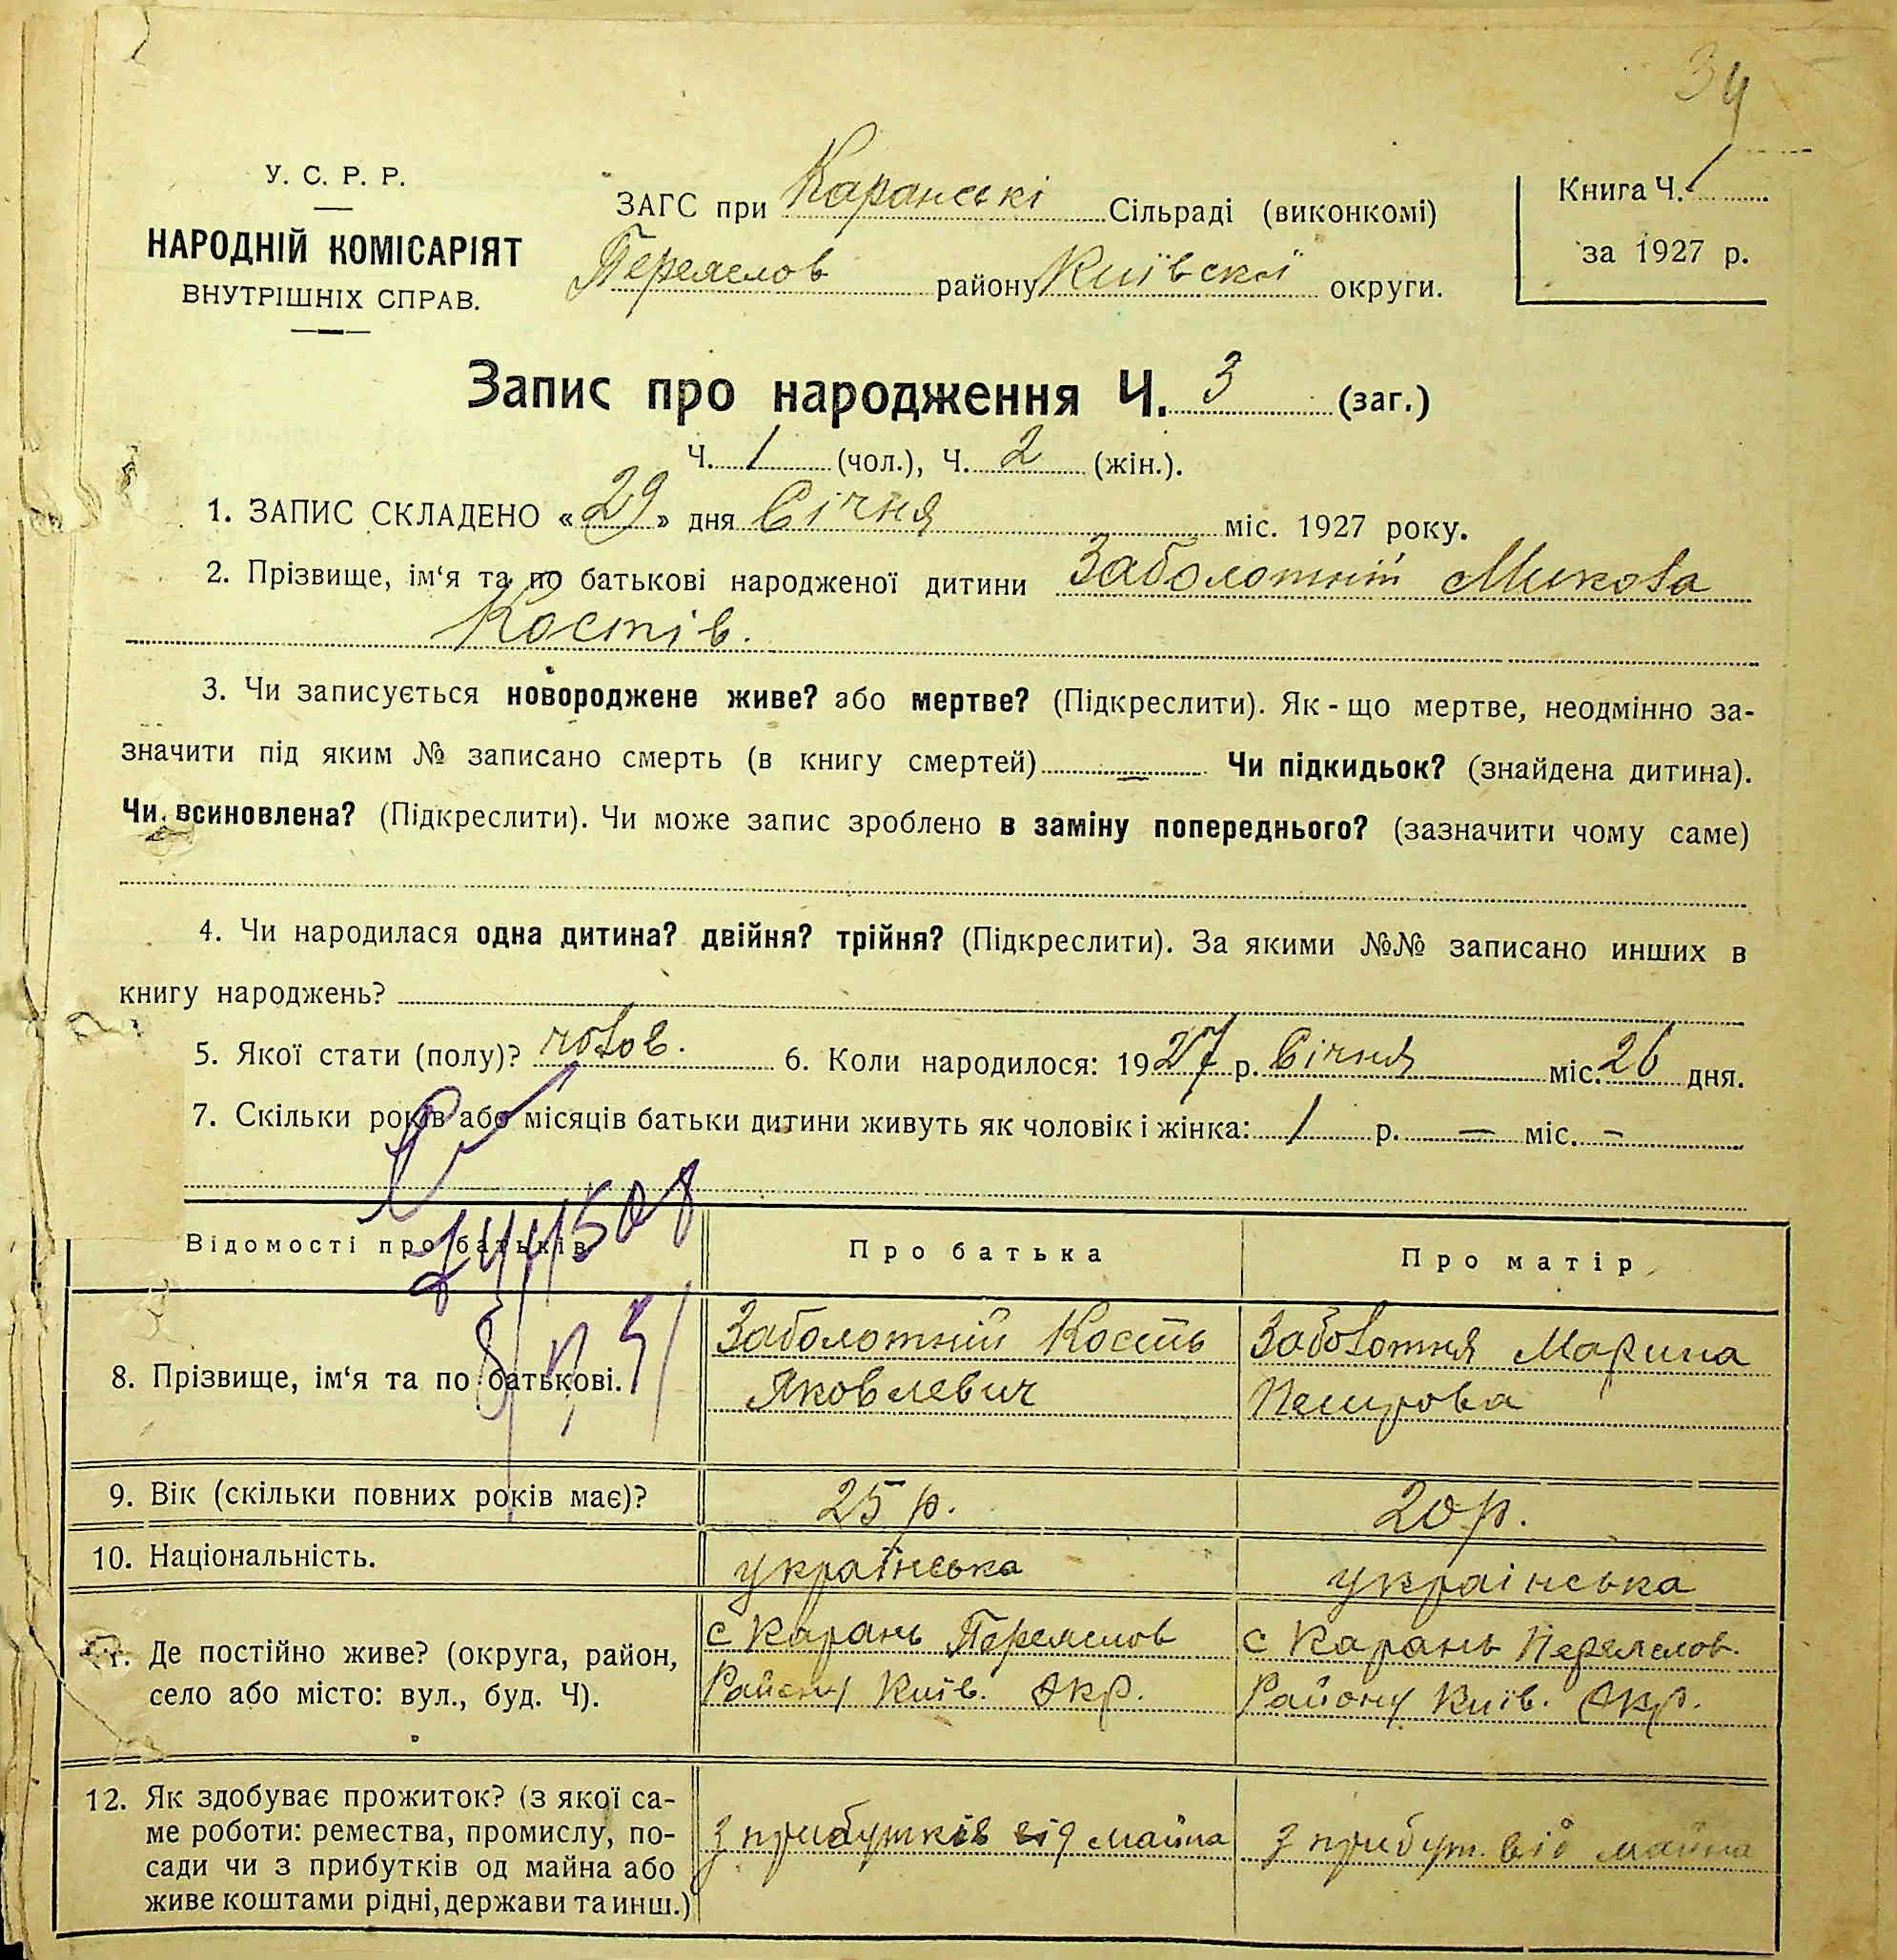 34
У. С. Р. Р.
НАРОДНІЙ КОМІСАРІЯТ
ВНУТРІШНІХ СПРАВ.
ЗАГС при Каранські Сільраді (виконкомі)
Переяслов району Київскої округи.
Книга Ч. 1
за 1927 р.
Запис про народження Ч. 3 (заг.)
Ч. 1 (чол.), Ч. 2 (жін.).
1. ЗАПИС СКЛАДЕНО «29» дня Січня міс. 1927 року.
2. Прізвище, ім‘я та по батькові народженої дитини Заболотній Микола
Костів.
3. Чи записується новороджене живе? або мертве? (Підкреслити). Як-що мертве, неодмінно за-
значити під яким № записано смерть (в книгу смертей) — Чи підкидьок? (знайдена дитина).
Чи всиновлена? (Підкреслити). Чи може запис зроблено в заміну попереднього? (зазначити чому саме)
4. Чи народилася одна дитина? двійня? трійня? (Підкреслити). За якими №№ записано инших в
книгу народжень?
5. Якої стати (полу)? чолов. 6. Коли народилося: 1927 р. Січня міс. 26 дня.
7. Скільки років або місяців батьки дитини живуть як чоловік і жінка: 1 р. — міс. —
Відомості про батьків Про батька Про матір
8. Прізвище, ім‘я та по батькові. Заболотній Кость Яковлевич Заболотня Марина Петрова
9. Вік (скільки повних років має)? 25 р. 20 р.
10. Національність. українська українська
11. Де постійно живе? (округа, район, с Карань Переяслов с Карань Переяслов.
село або місто: вул., буд. Ч). Району Київ. Окр. Району Київ. Окр.
12. Як здобуває прожиток? (з якої са-
ме роботи: ремества, промислу, по- З прибутків від майна З прибут. від майна
сади чи з прибутків од майна або
живе коштами рідні, держави та инш.)